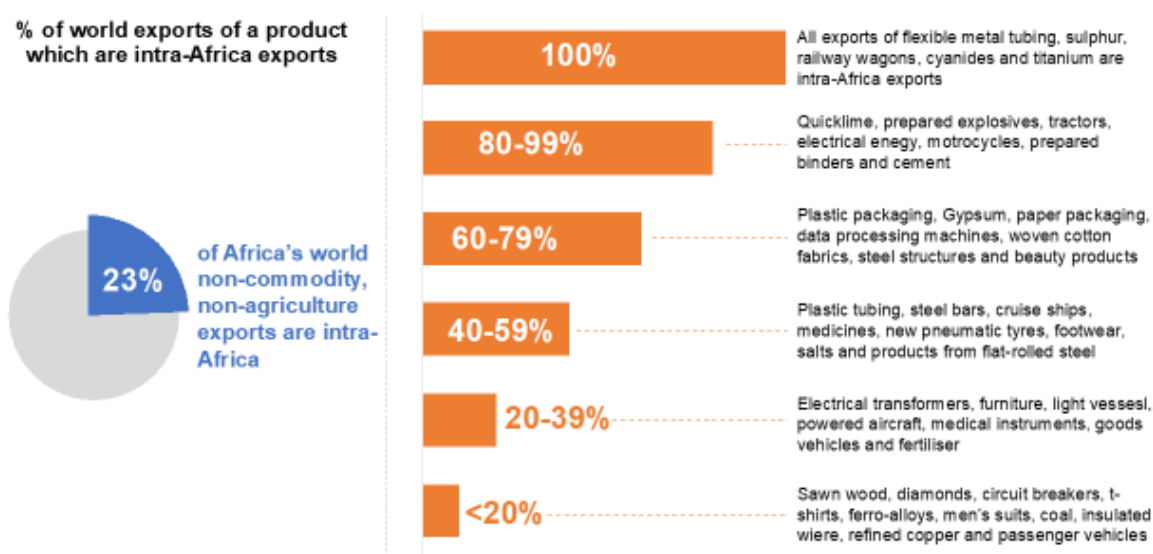 % of world exports of a product
which are intra-Africa exports
23%
of Africa's world
non-commodity,
non-agriculture
exports are intra-
Africa
100%
All exports of flexible metal tubing, sulphur,
railway wagons, cyanides and titanium are
intra-Africa exports
80-99%
Quicklime, prepared explosives, tractors,
electrical enegy, motrocycles, prepared
binders and cement
60-79%
Plastic packaging, Gypsum, paper packaging,
data processing machines, woven cotton
fabrics, steel structures and beauty products
40-59%
Plastic tubing, steel bars, cruise ships,
medicines, new pneumatic tyres, footwear,
salts and products from flat-rolled steel
20-39%
Electrical transformers, furniture, light vessesl,
powered aircraft, medical instruments, goods
vehicles and fertiliser
<20%
Sawn wood, diamonds, circuit breakers, t-
shirts, ferro-alloys, men's suits, coal, insulated
wiere, refined copper and passenger vehicles